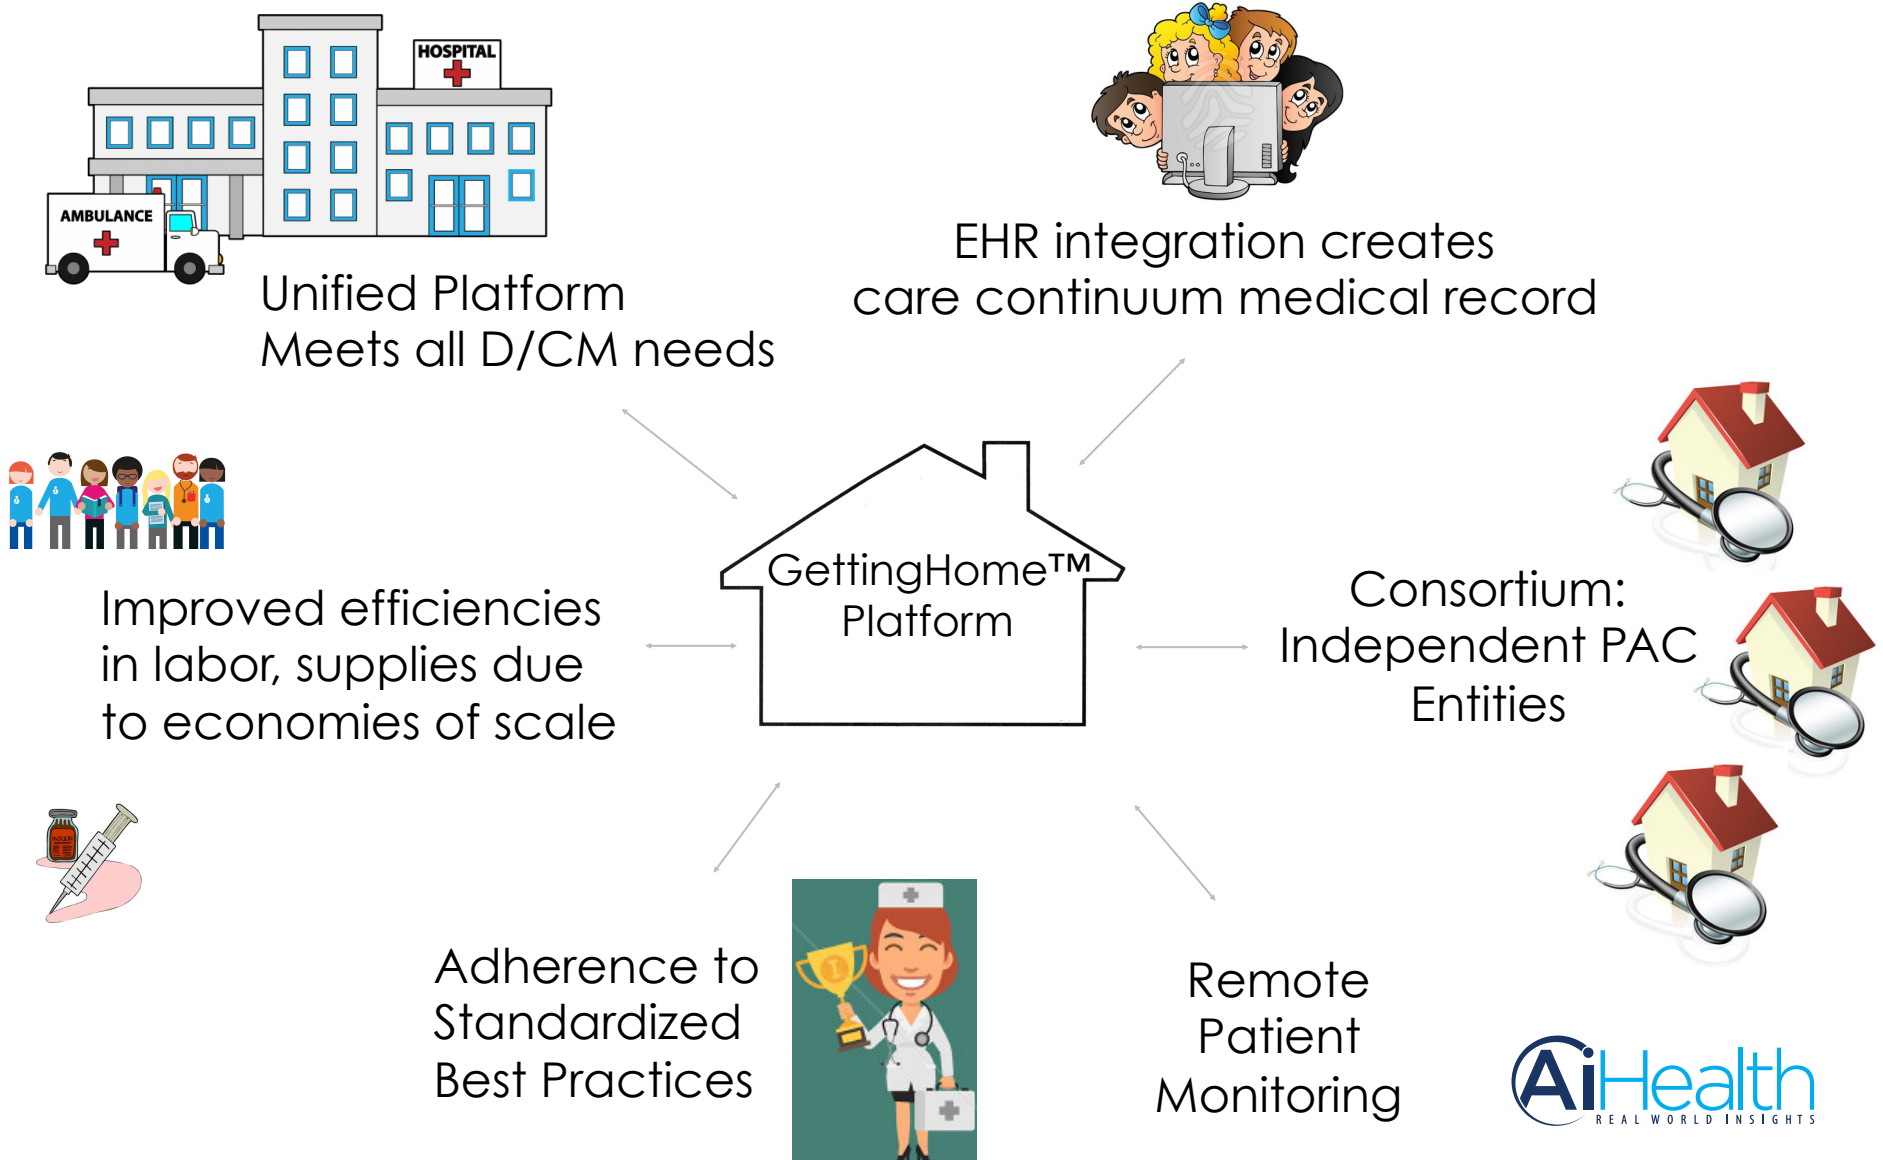 HOSPITAL
AMBULANCE
Unified Platform
Meets all D/CM needs
EHR integration creates
care continuum medical record
GettingHome™
Platform
Improved efficiencies
in labor, supplies due
to economies of scale
Consortium:
Independent PAC
Entities
Adherence to
Standardized
Best Practices
Remote
Patient
Monitoring
AiHealth
REAL WORLD INSIGHTS